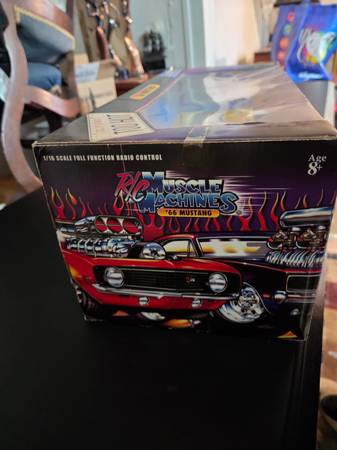 1/16 SCALE FULL FUNCTION RADIO CONTROL
Age
8+
R/C MUSCLE
MACHINES
'66 MUSTANG